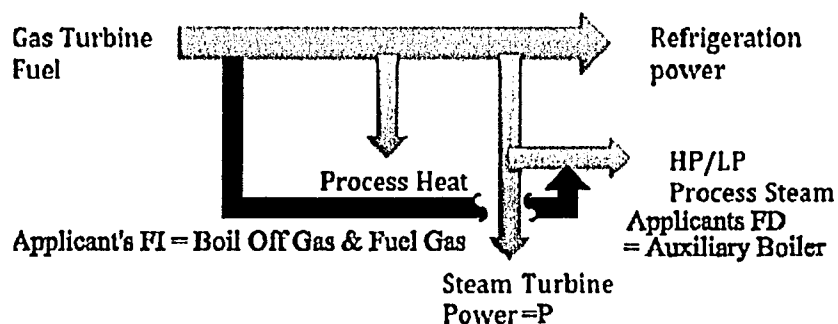 Gas Turbine
Fuel
Refrigeration
power
Process Heat
HP/LP
Process Steam
Applicant's FI = Boil Off Gas & Fuel Gas
Applicants FD
= Auxiliary Boiler
Steam Turbine
Power=P